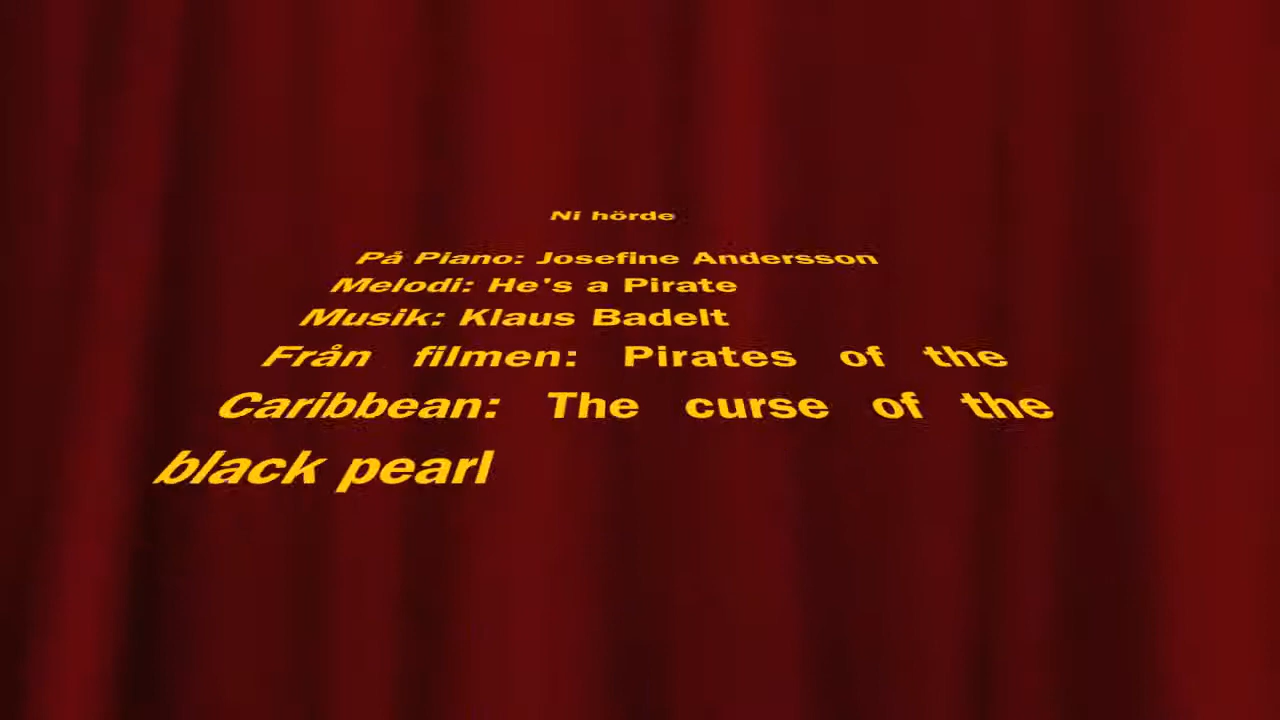 Ni hörde
På Piano: Josefine Andersson
Melodi: He's a Pirate
Musik: Klaus Badelt
Från filmen: Pirates of the
Caribbean: The curse of the
black pearl